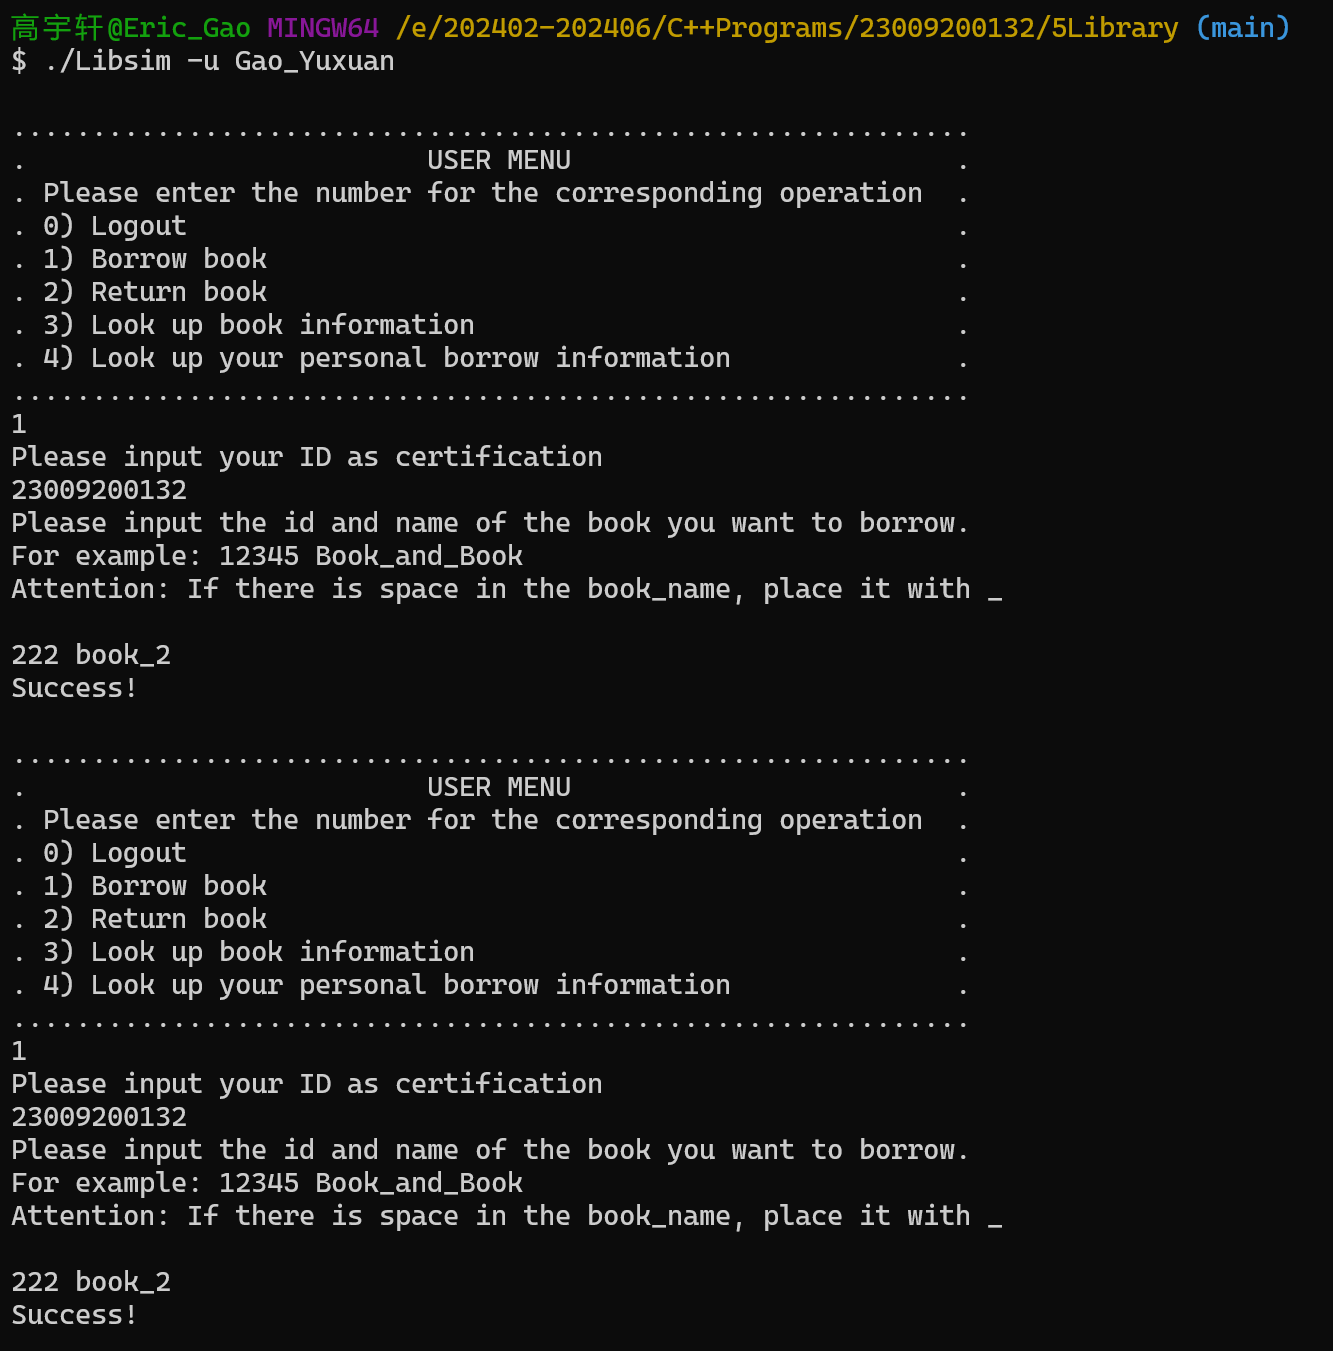 高宇轩@Eric_Gao MINGW64 /e/202402-202406/C++Programs/23009200132/5Library (main)
$ ./Libsim -u Gao_Yuxuan
............................................................
.                          USER MENU                        .
. Please enter the number for the corresponding operation  .
. 0) Logout                                                .
. 1) Borrow book                                           .
. 2) Return book                                           .
. 3) Look up book information                              .
. 4) Look up your personal borrow information              .
............................................................
1
Please input your ID as certification
23009200132
Please input the id and name of the book you want to borrow.
For example: 12345 Book_and_Book
Attention: If there is space in the book_name, place it with _
222 book_2
Success!
............................................................
.                          USER MENU                        .
. Please enter the number for the corresponding operation  .
. 0) Logout                                                .
. 1) Borrow book                                           .
. 2) Return book                                           .
. 3) Look up book information                              .
. 4) Look up your personal borrow information              .
............................................................
1
Please input your ID as certification
23009200132
Please input the id and name of the book you want to borrow.
For example: 12345 Book_and_Book
Attention: If there is space in the book_name, place it with _
222 book_2
Success!